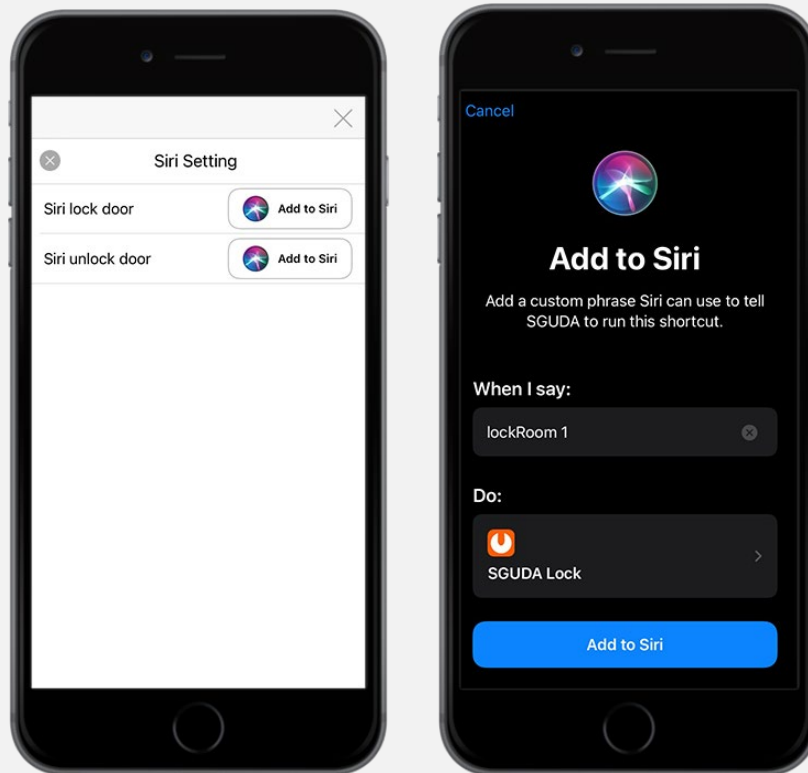 Siri Setting
Siri lock door
Add to Siri
Siri unlock door
Add to Siri
Cancel
Add to Siri
Add a custom phrase Siri can use to tell
SGUDA to run this shortcut.
When I say:
lockRoom 1
Do:
SGUDA Lock
Add to Siri